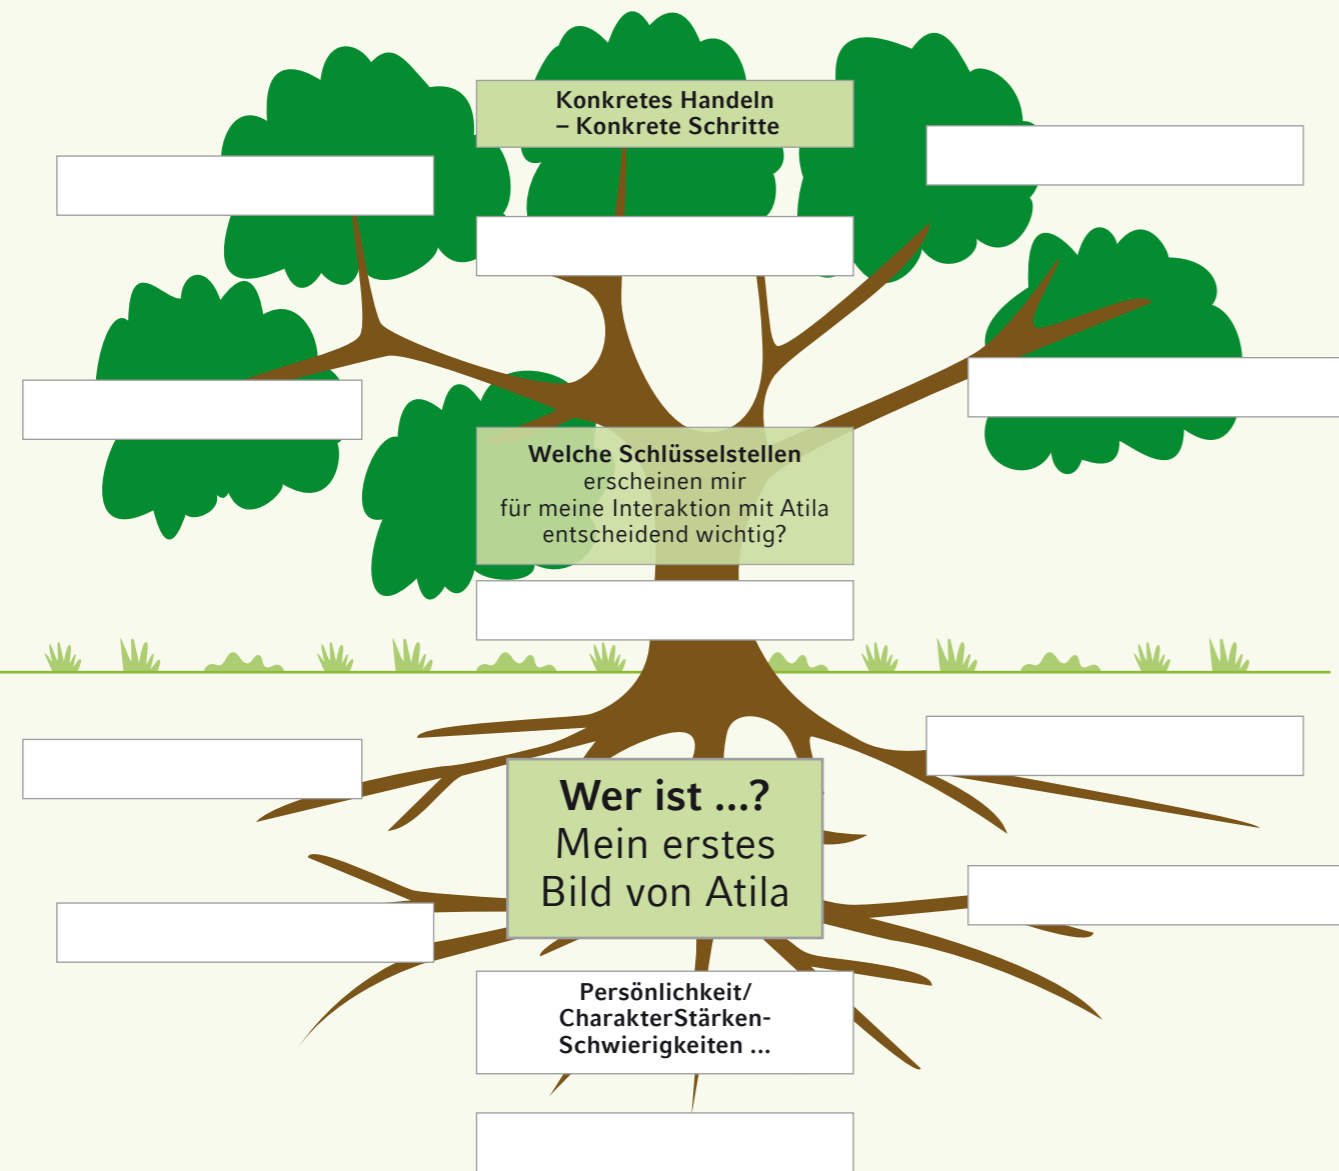 Konkretes Handeln
– Konkrete Schritte
Welche Schlüsselstellen
erscheinen mir
für meine Interaktion mit Atila
entscheidend wichtig?
Wer ist ...?
Mein erstes
Bild von Atila
Persönlichkeit/
CharakterStärken-
Schwierigkeiten ...